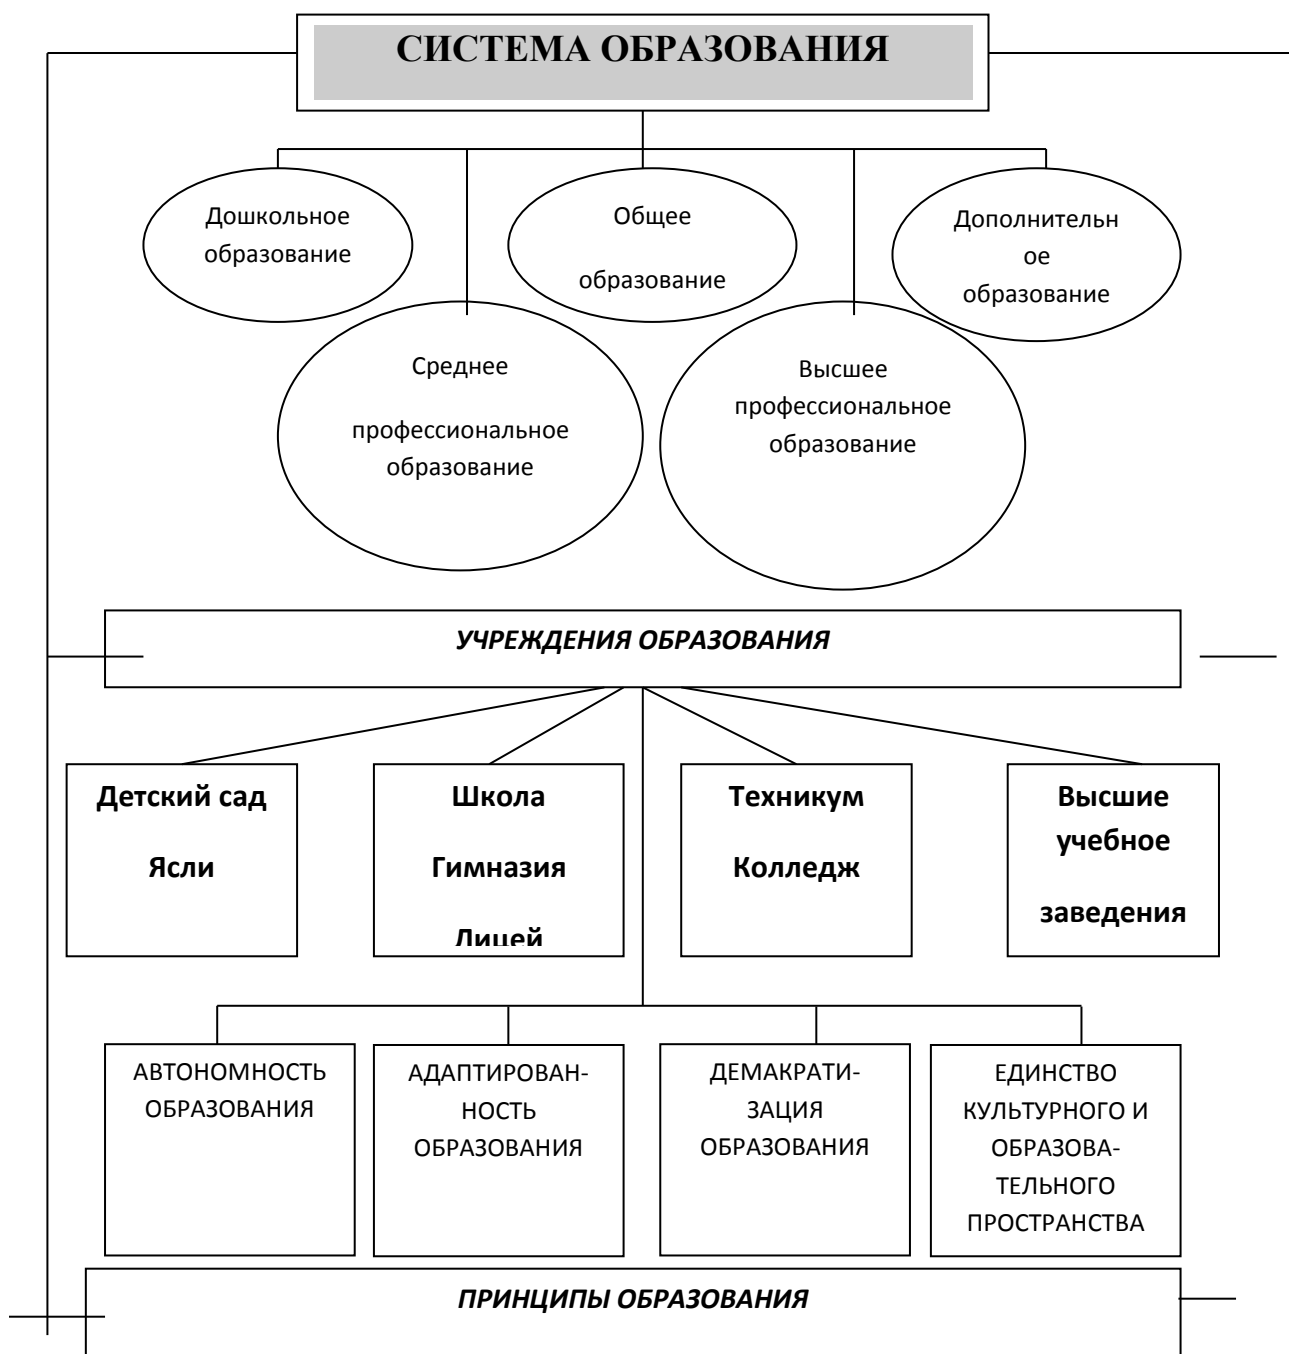 СИСТЕМА ОБРАЗОВАНИЯ
Дошкольное
образование
Общее
образование
Дополнительн
ое
образование
Среднее
профессиональное
образование
Высшее
профессиональное
образование
УЧРЕЖДЕНИЯ ОБРАЗОВАНИЯ
Детский сад
Ясли
Школа
Гимназия
Лицей
Техникум
Колледж
Высшие
учебное
заведения
АВТОНОМНОСТЬ
ОБРАЗОВАНИЯ
АДАПТИРОВАН-
НОСТЬ
ОБРАЗОВАНИЯ
ДЕМАКРАТИ-
ЗАЦИЯ
ОБРАЗОВАНИЯ
ЕДИНСТВО
КУЛЬТУРНОГО И
ОБРАЗОВА-
ТЕЛЬНОГО
ПРОСТРАНСТВА
ПРИНЦИПЫ ОБРАЗОВАНИЯ